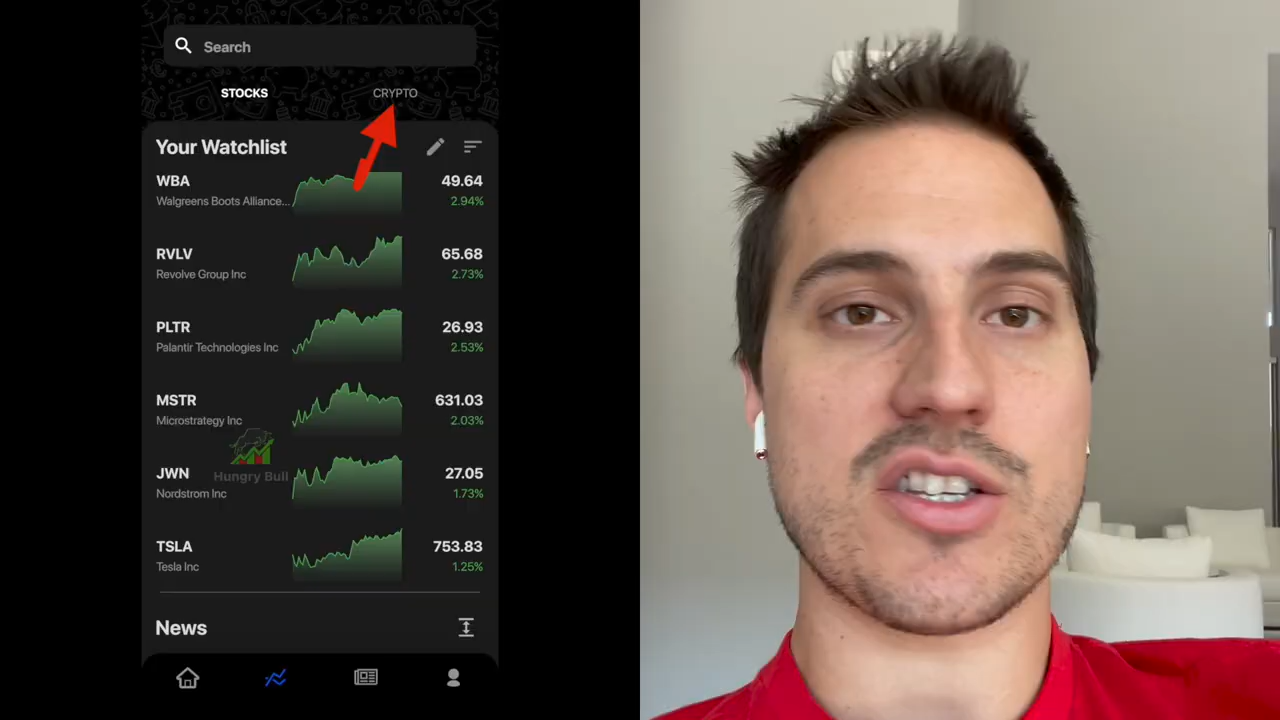 Search
STOCKS
CRYPTO
Your Watchlist
WBA
49.64
Walgreens Boots Alliance...
2.94%
RVLV
65.68
Revolve Group Inc
2.73%
PLTR
26.93
Palantir Technologies Inc
2.53%
MSTR
631.03
Microstrategy Inc
2.03%
Hungry Bull
JWN
27.05
Nordstrom Inc
1.73%
TSLA
753.83
Tesla Inc
1.25%
News